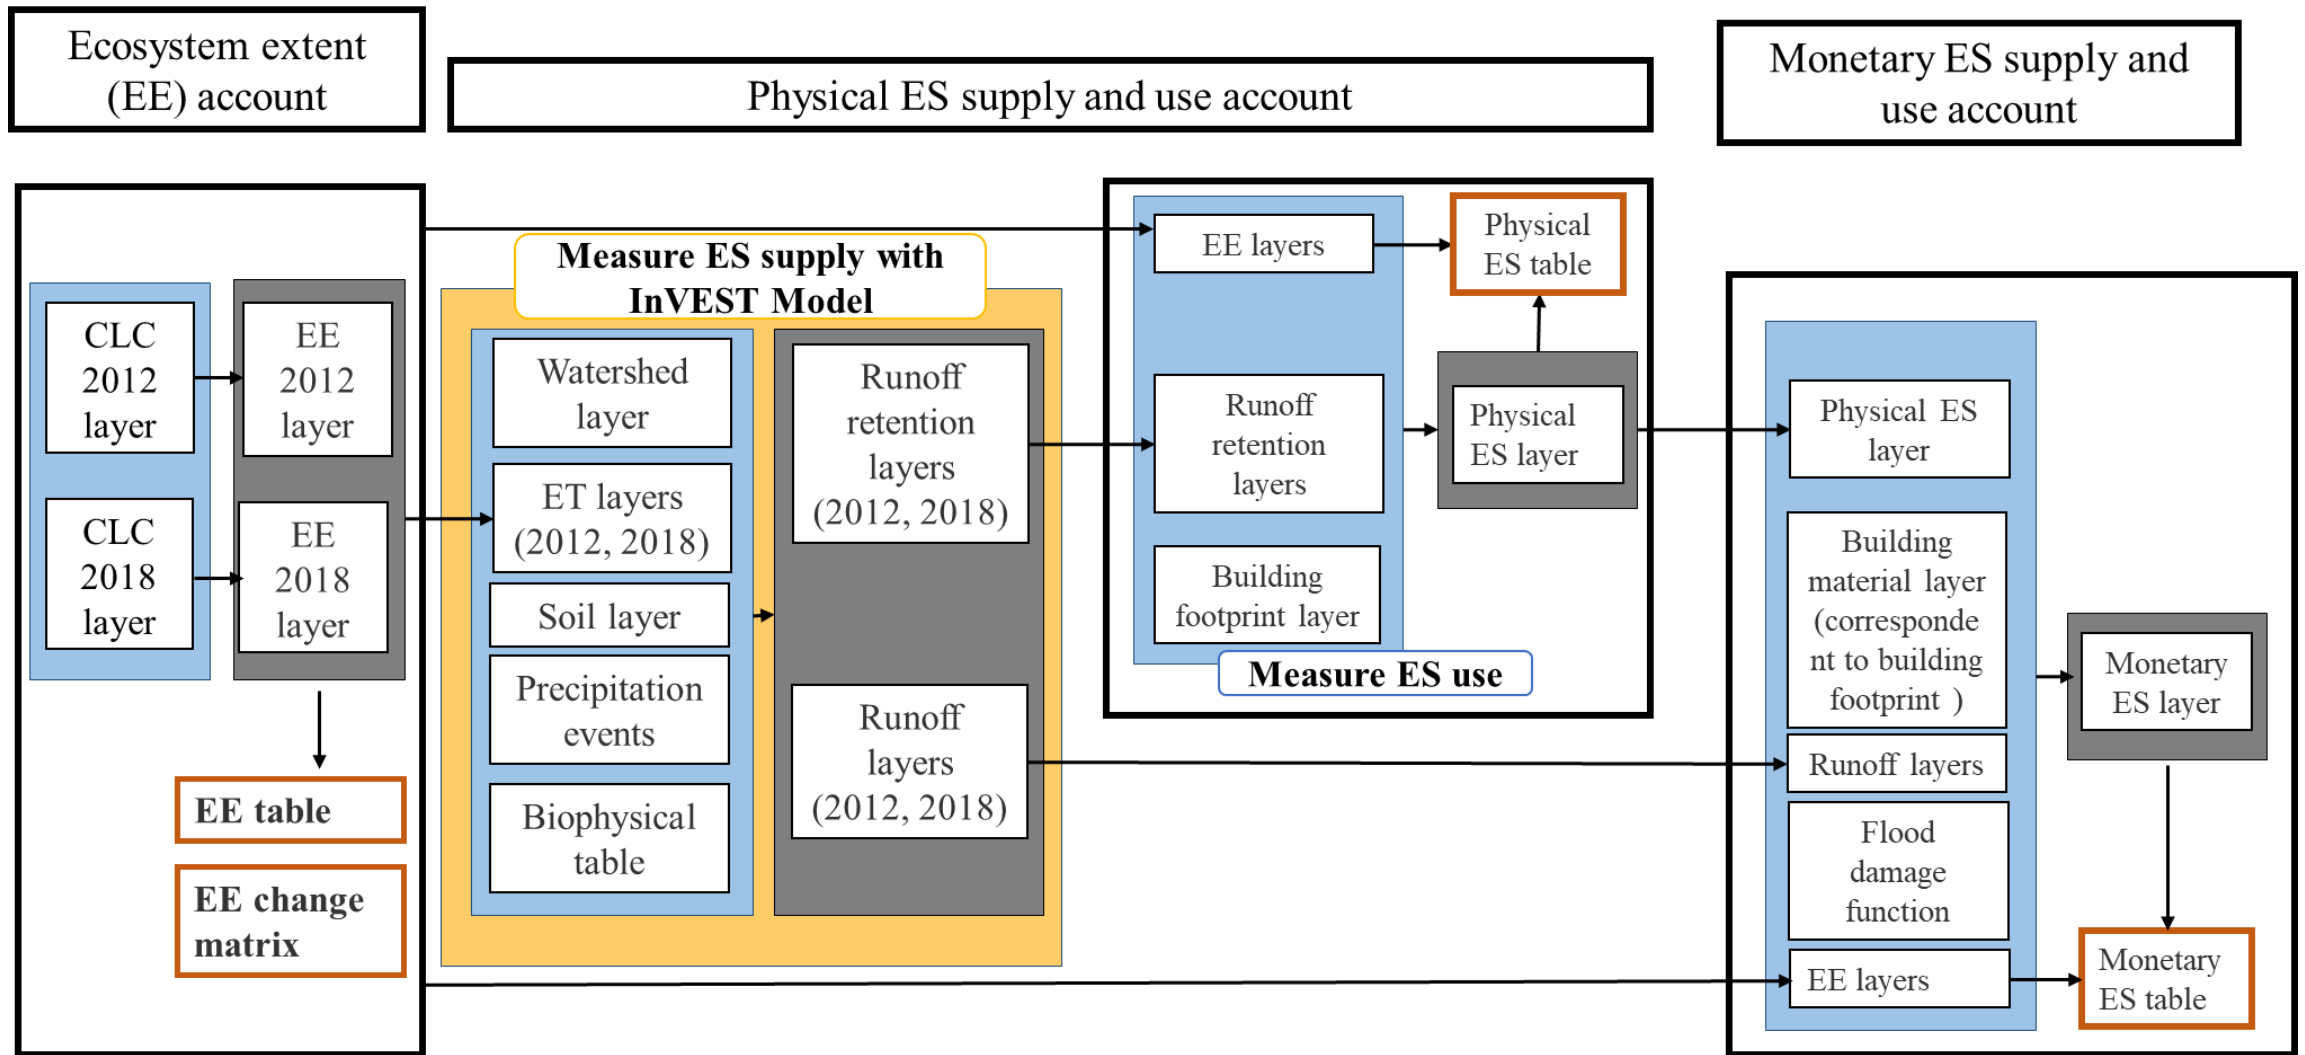 Ecosystem extent
(EE) account
Physical ES supply and use account
Monetary ES supply and
use account
CLC
2012
layer
EE
2012
layer
CLC
2018
layer
EE
2018
layer
EE table
EE change
matrix
Measure ES supply with
InVEST Model
Watershed
layer
ET layers
(2012, 2018)
Soil layer
Precipitation
events
Biophysical
table
Runoff
retention
layers
(2012, 2018)
Runoff
layers
(2012, 2018)
EE layers
Runoff
retention
layers
Building
footprint layer
Measure ES use
Physical
ES table
Physical
ES layer
Physical ES
layer
Building
material layer
(corresponde
nt to building
footprint )
Runoff layers
Flood
damage
function
EE layers
Monetary
ES layer
Monetary
ES table